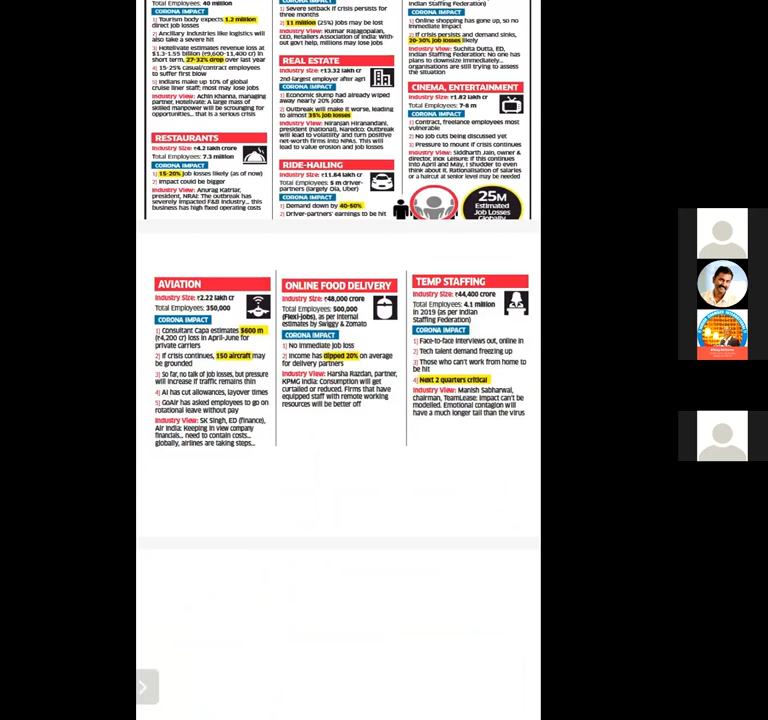 Total Employees: 40 million
CORONA IMPACT
1] Tourism body expects 1.2 million
direct job losses
2] Ancillary industries like logistics will
also take a severe hit
3] Hotelivate estimates revenue loss at
$1.3-1.55 billion (₹9,600-11,400 cr) in
short term, 27-32% drop over last year
4] 15-25% casual/contract employees
to suffer first blow
5] Indians make up 10% of global
cruise liner staff; most may lose jobs
Industry View: Achin Khanna, managing
partner, Hotelivate: A large mass of
skilled manpower will be scrounging for
opportunities... that is a serious crisis
RESTAURANTS
Industry Size: ₹4.2 lakh crore
Total Employees: 7.3 million
CORONA IMPACT
1] 15-20% job losses likely (as of now)
2] Impact could be bigger
Industry View: Anurag Katriar,
president, NRAI: The outbreak has
severely impacted F&B industry... this
business has high fixed operating costs
1] Severe setback if crisis persists for
three months
2] 11 million (25%) jobs may be lost
Industry View: Kumar Rajagopalan,
CEO, Retailers Association of India: With-
out govt help, millions may lose jobs
REAL ESTATE
Industry Size: ₹13.32 lakh cr
2nd-largest employer after agri
CORONA IMPACT
1] Economic slump had already wiped
away nearly 20% jobs
2] Outbreak will make it worse, leading
to almost 35% job losses
Industry View: Niranjan Hiranandani,
president (national), Naredco: Outbreak
will lead to volatility and turn positive
net-worth firms into NPAs. This will
lead to value erosion and job losses
RIDE-HAILING
Industry Size: ₹11.84 lakh cr
Total Employees: 5 m driver-
partners (largely Ola, Uber)
CORONA IMPACT
1] Demand down by 40-50%
2] Driver-partners' earnings to be hit
Indian Staffing Federation)
CORONA IMPACT
1] Online shopping has gone up, so no
immediate impact
2] If crisis persists and demand sinks,
20-30% job losses likely
Industry View: Suchita Dutta, ED,
Indian Staffing Federation: No one has
plans to downsize immediately...
organisations are still trying to assess
the situation
CINEMA, ENTERTAINMENT
Industry Size: ₹1.82 lakh cr
Total Employees: 7-8 m
CORONA IMPACT
1] Contract, freelance employees most
vulnerable
2] No job cuts being discussed yet
3] Pressure to mount if crisis continues
Industry View: Siddharth Jain, owner &
director, Inox Leisure: If this continues
into April and May, I shudder to even
think about it. Rationalisation of salaries
or a haircut at senior level may be needed
25M
Estimated
Job Losses
Globally
AVIATION
Industry Size: ₹2.22 lakh cr
Total Employees: 350,000
CORONA IMPACT
1] Consultant Capa estimates $600 m
(₹4,200 cr) loss in April-June for
private carriers
2] If crisis continues, 150 aircraft may
be grounded
3] So far, no talk of job losses, but pressure
will increase if traffic remains thin
4] AI has cut allowances, layover times
5] GoAir has asked employees to go on
rotational leave without pay
Industry View: SK Singh, ED (finance),
Air India: Keeping in view company
financials... need to contain costs...
globally, airlines are taking steps...
ONLINE FOOD DELIVERY
Industry Size: ₹48,000 crore
Total Employees: 500,000
(Flexi-jobs), as per internal
estimates by Swiggy & Zomato
CORONA IMPACT
1] No immediate job loss
2] Income has dipped 20% on average
for delivery partners
Industry View: Harsha Razdan, partner,
KPMG India: Consumption will get
curtailed or reduced. Firms that have
equipped staff with remote working
resources will be better off
TEMP STAFFING
Industry Size: ₹44,400 crore
Total Employees: 4.1 million
in 2019 (as per Indian
Staffing Federation)
CORONA IMPACT
1] Face-to-face interviews out, online in
2] Tech talent demand freezing up
3] Those who can't work from home to
be hit
4] Next 2 quarters critical
Industry View: Manish Sabharwal,
chairman, TeamLease: Impact can't be
modelled. Emotional contagion will
have a much longer tail than the virus